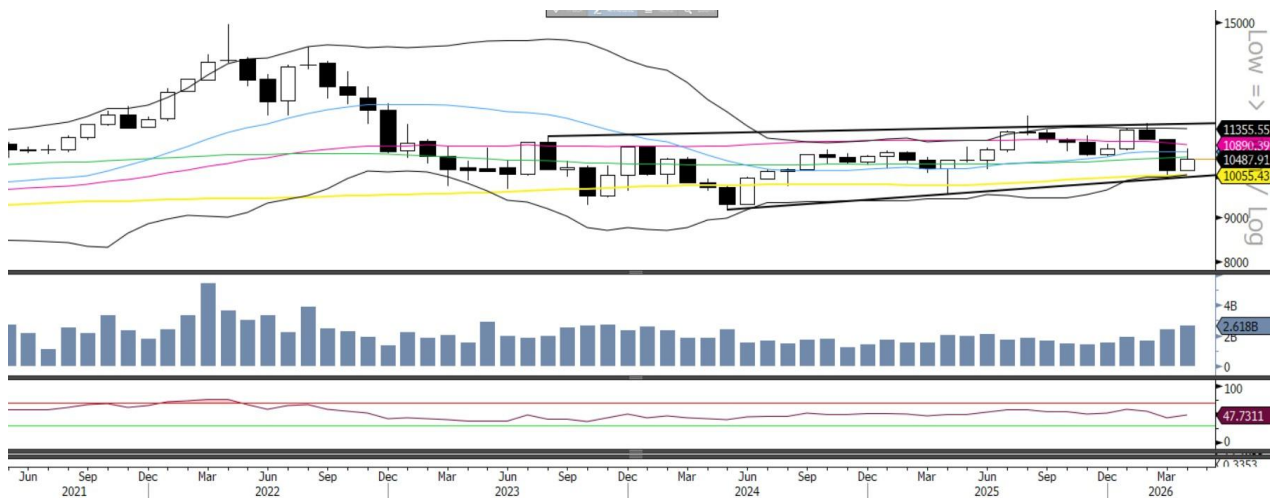 15000
Low =>
11355.55
10890.39
10487.91
10055.43
/ Log
9000
8000
4B
2.618B
2B
0
100
47.7311
0
0.3353
Jun Sep Dec Mar Jun Sep Dec Mar Jun Sep Dec Mar Jun Sep Dec Mar Jun Sep Dec Mar
2021 2022 2023 2024 2025 2026